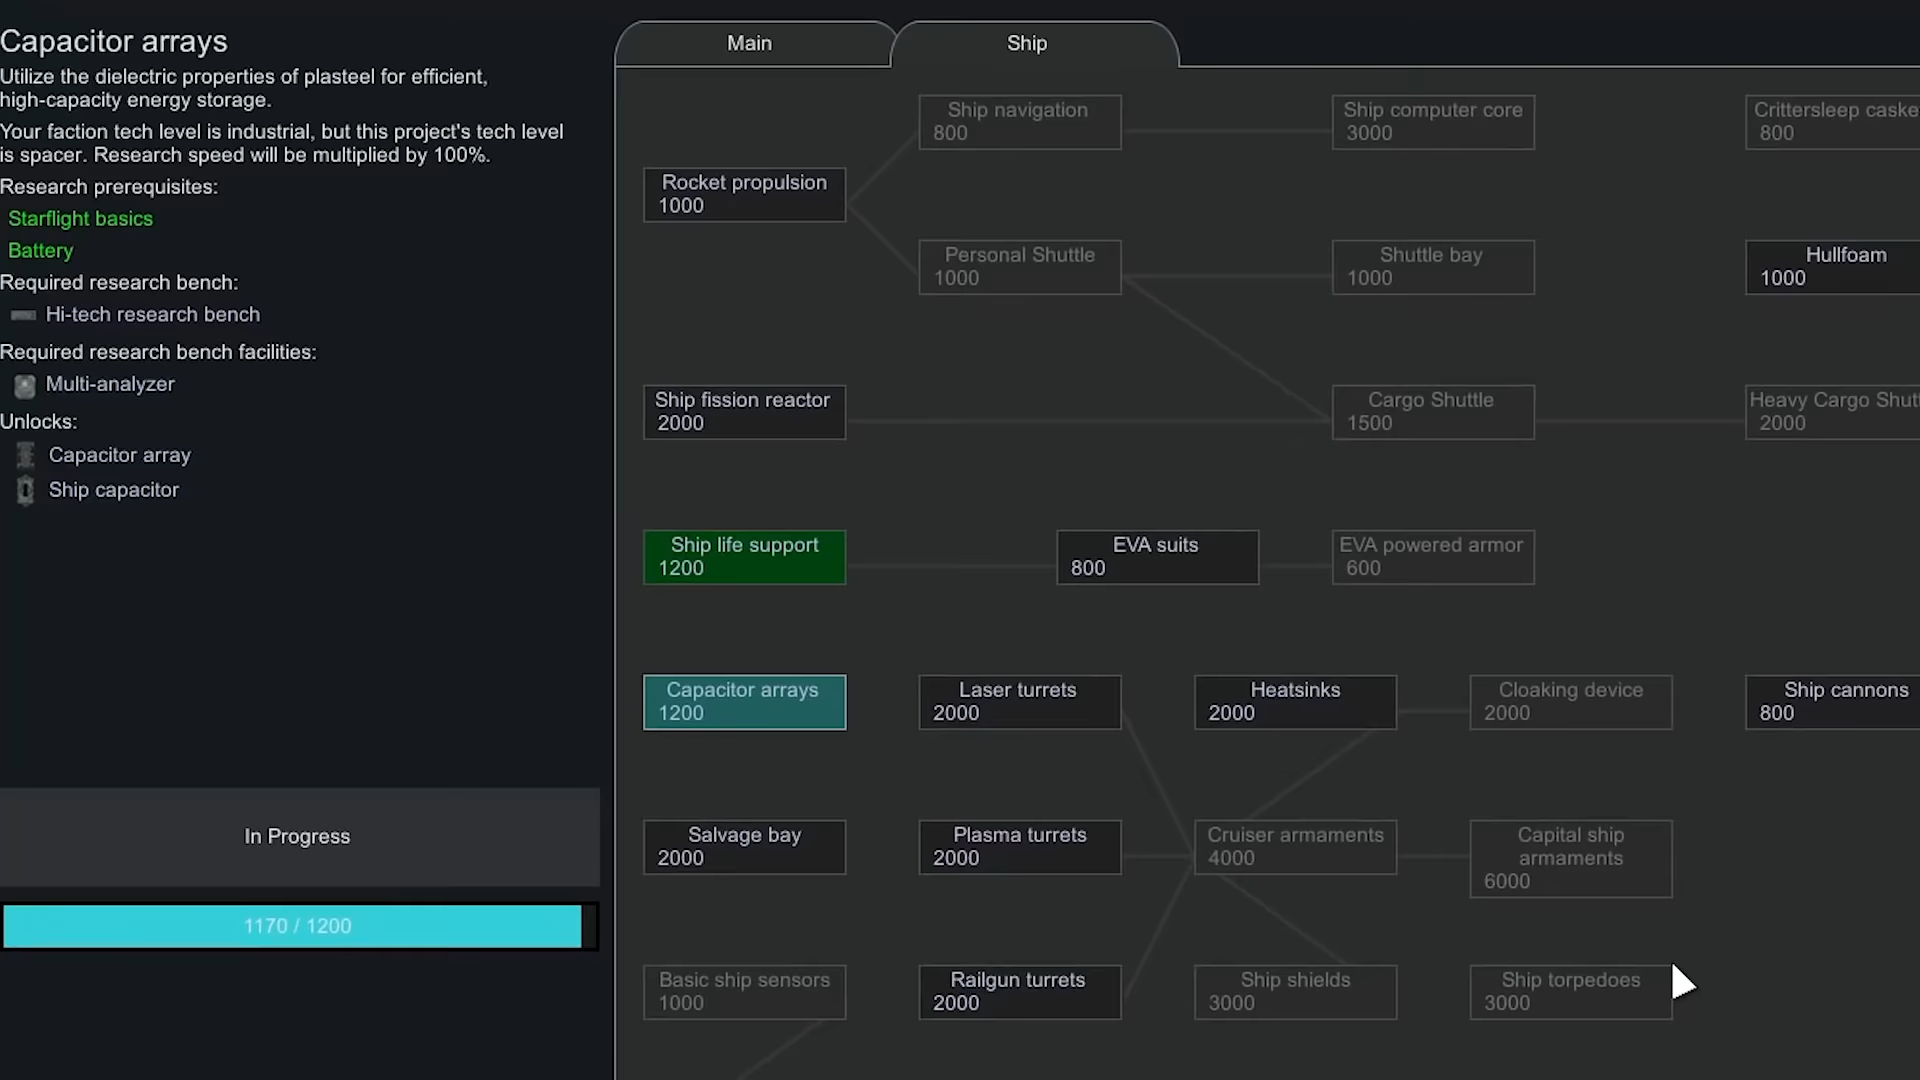 Capacitor arrays
Utilize the dielectric properties of plasteel for efficient,
high-capacity energy storage.
Your faction tech level is industrial, but this project's tech level
is spacer. Research speed will be multiplied by 100%.
Research prerequisites:
Starflight basics
Battery
Required research bench:
Hi-tech research bench
Required research bench facilities:
Multi-analyzer
Unlocks:
Capacitor array
Ship capacitor
In Progress
1170 / 1200
Main
Ship
Ship navigation
800
Ship computer core
3000
Crittersleep caske
800
Rocket propulsion
1000
Personal Shuttle
1000
Shuttle bay
1000
Hullfoam
1000
Ship fission reactor
2000
Cargo Shuttle
1500
Heavy Cargo Shut
2000
Ship life support
1200
EVA suits
800
EVA powered armor
600
Capacitor arrays
1200
Laser turrets
2000
Heatsinks
2000
Cloaking device
2000
Ship cannons
800
Salvage bay
2000
Plasma turrets
2000
Cruiser armaments
4000
Capital ship
armaments
6000
Basic ship sensors
1000
Railgun turrets
2000
Ship shields
3000
Ship torpedoes
3000